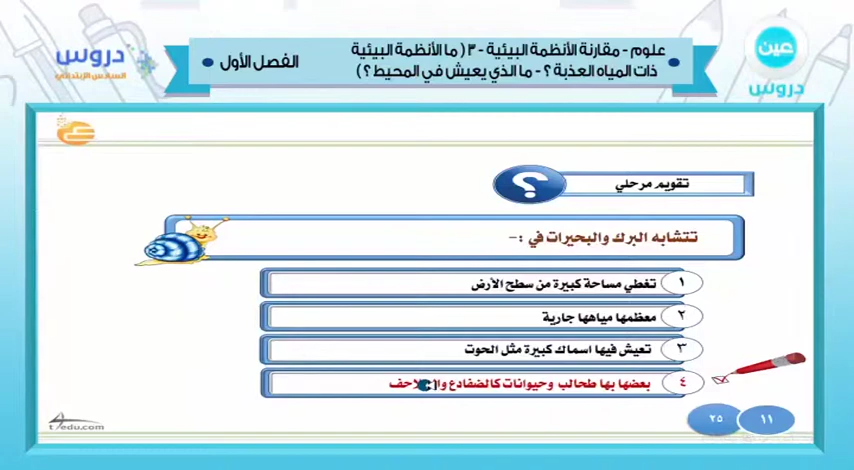 علوم - مقارنة الأنظمة البيئية - ٣ ( ما الأنظمة البيئية
ذات المياه العذبة ؟ - ما الذي يعيش في المحيط ؟ )
الفصل الأول
عين
دروس
دروس
السادس الإبتدائي
تقويم مرحلي
؟
تتشابه البرك والبحيرات في :-
١ تغطي مساحة كبيرة من سطح الأرض
٢ معظمها مياهها جارية
٣ تعيش فيها اسماك كبيرة مثل الحوت
٤ بعضها بها طحالب وحيوانات كالضفادع
١١
٢٥
t4edu.com